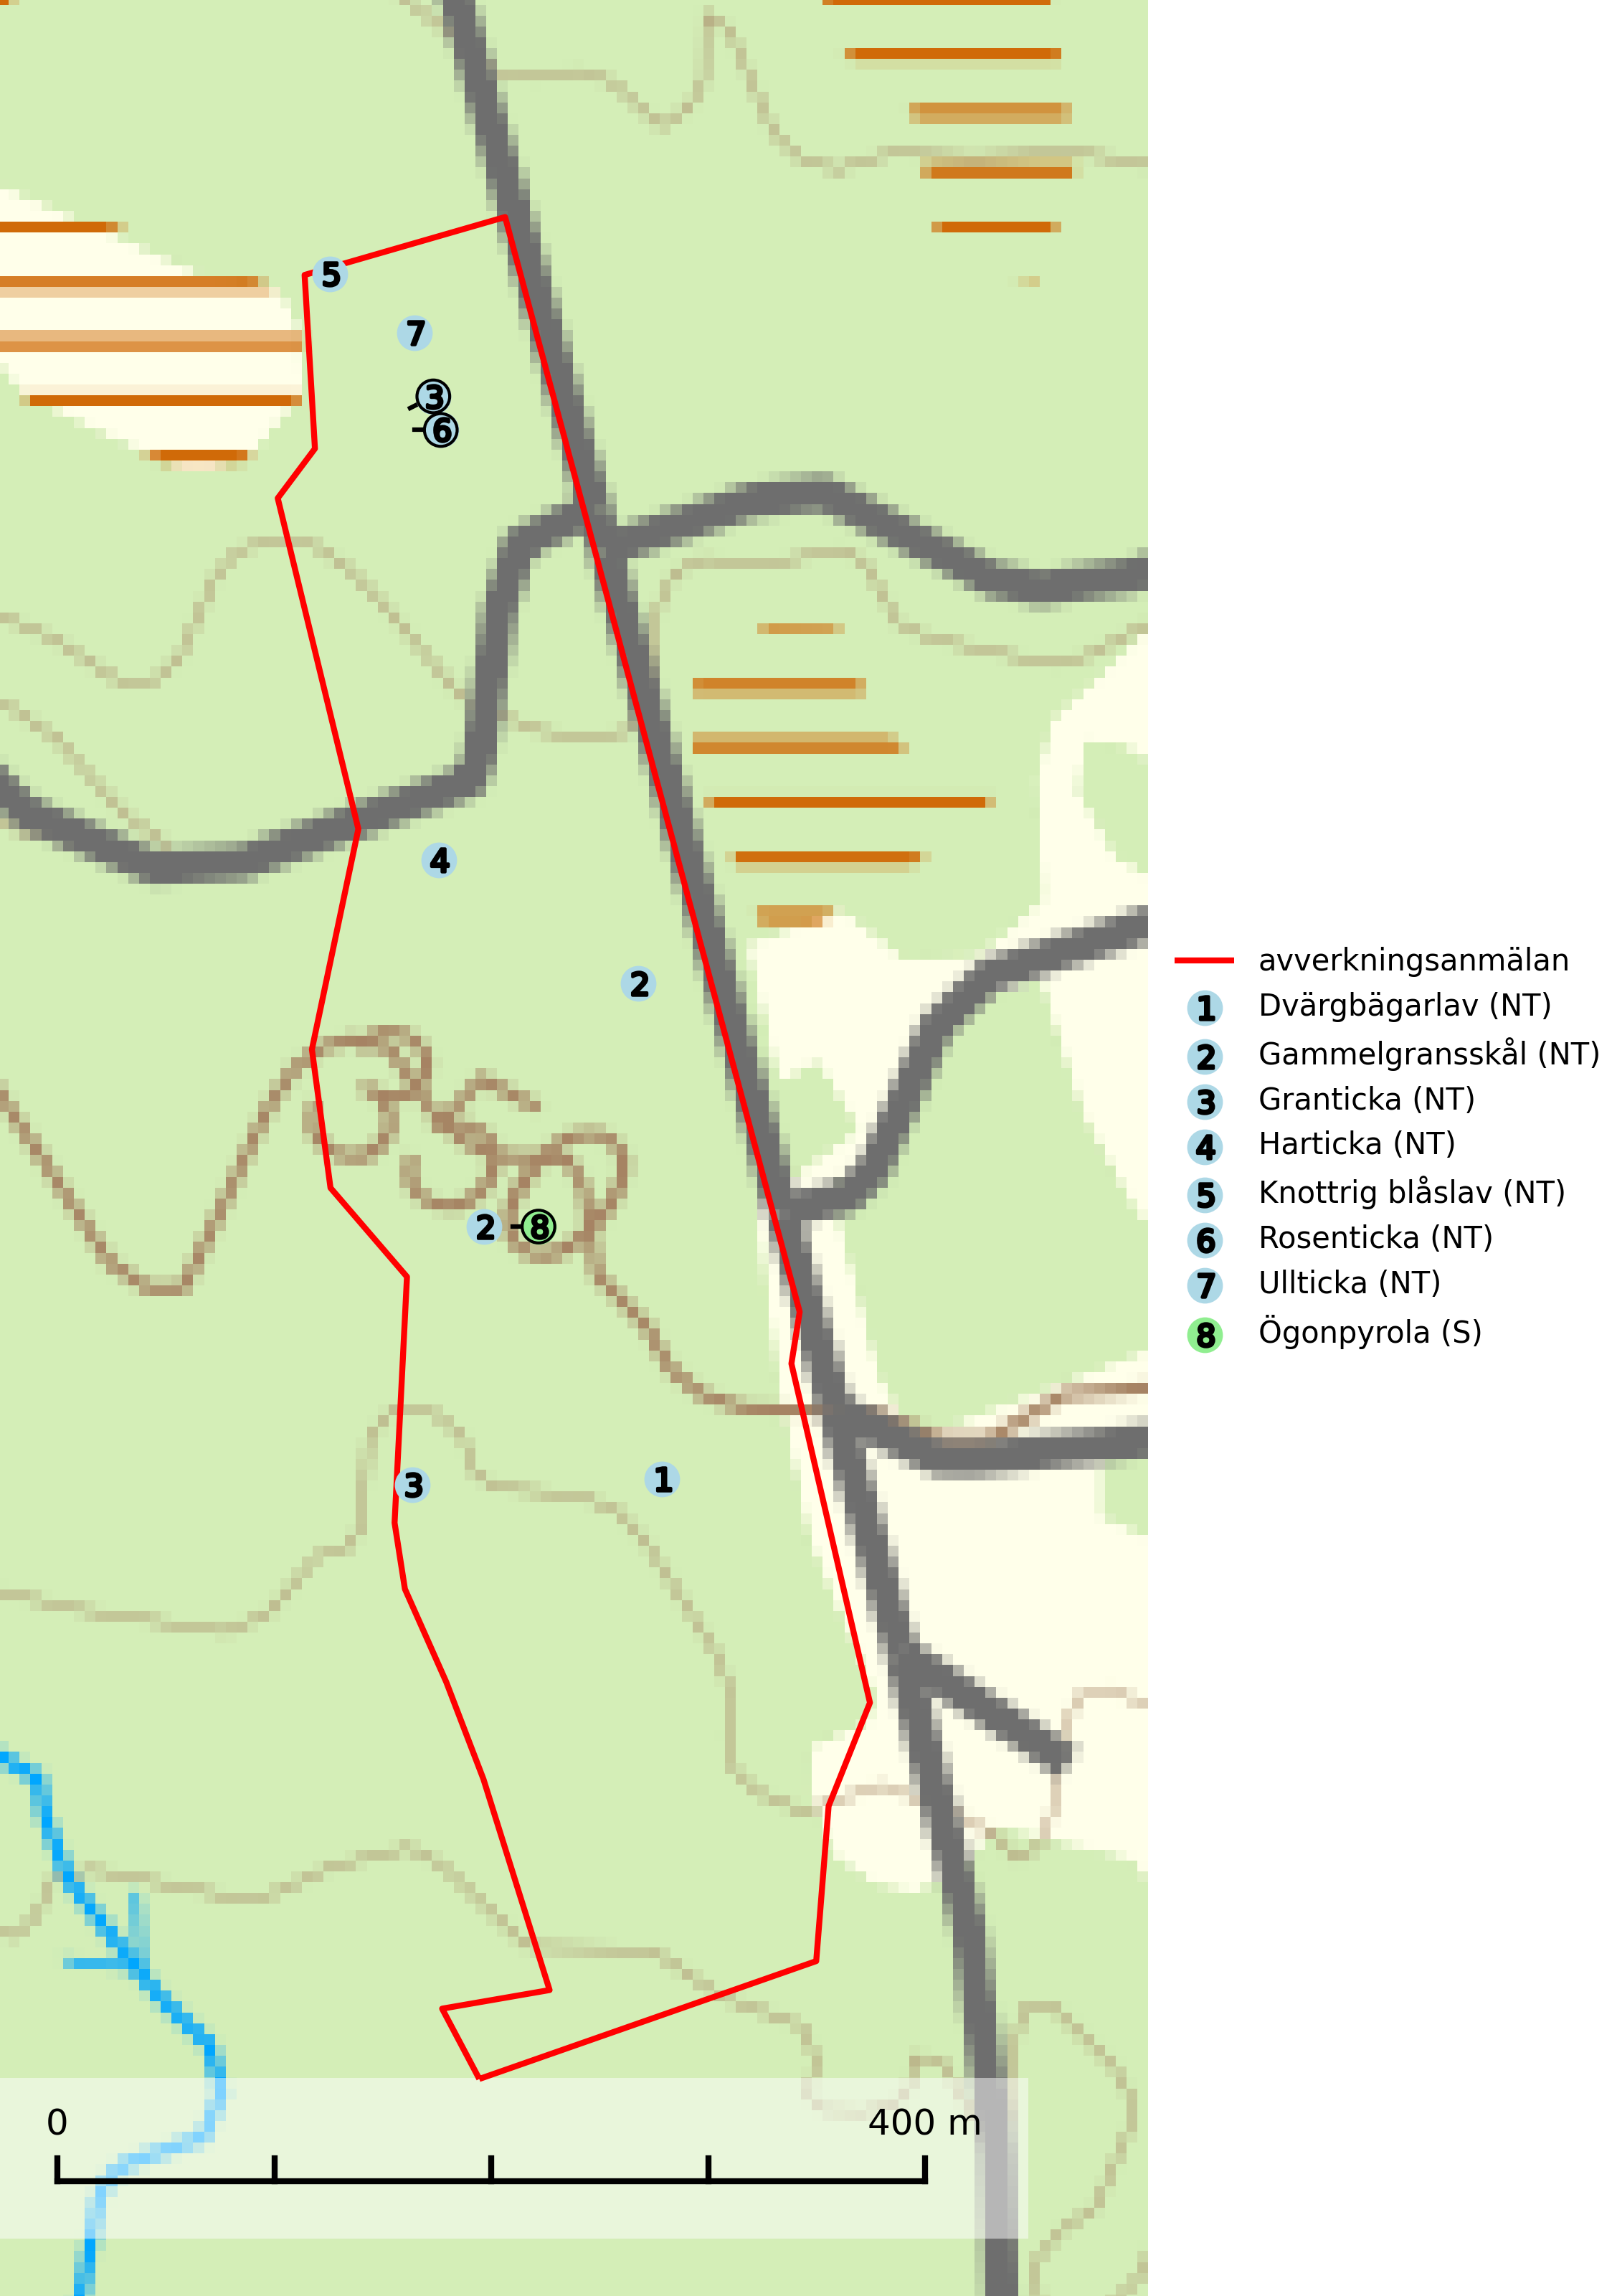 5
7
3
6
4
2
2 8
3 1
avverkningsanmälan
1 Dvärgbägarlav (NT)
2 Gammelgransskål (NT)
3 Granticka (NT)
4 Harticka (NT)
5 Knottrig blåslav (NT)
6 Rosenticka (NT)
7 Ullticka (NT)
8 Ögonpyrola (S)
0 400 m